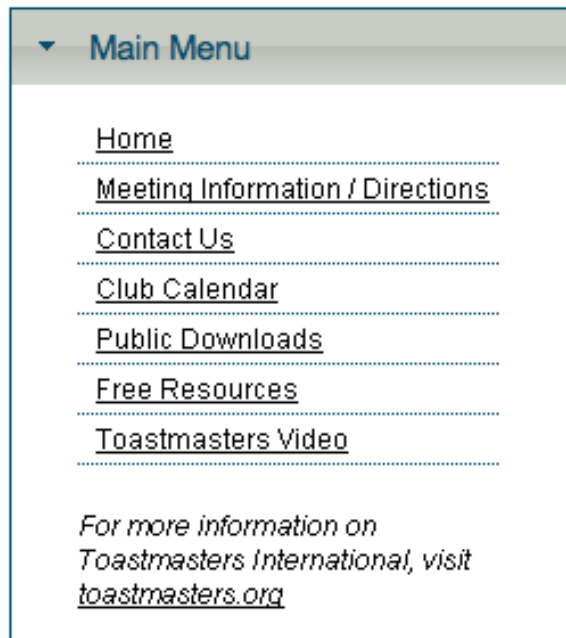 Main Menu
Home
Meeting Information / Directions
Contact Us
Club Calendar
Public Downloads
Free Resources
Toastmasters Video
For more information on
Toastmasters International, visit
toastmasters.org